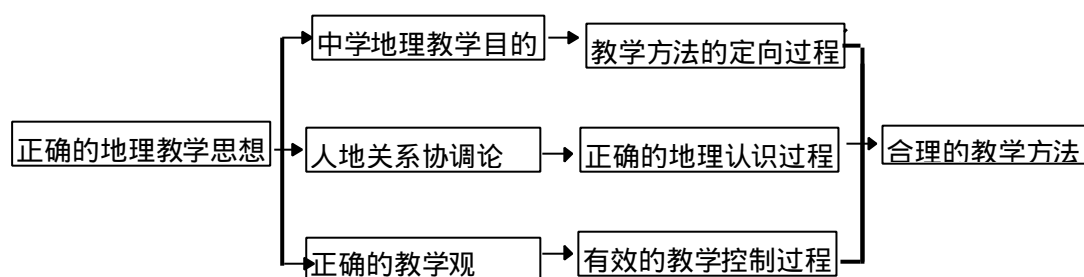 中学地理教学目的
教学方法的定向过程
正确的地理教学思想
人地关系协调论
正确的地理认识过程
合理的教学方法
正确的教学观
有效的教学控制过程